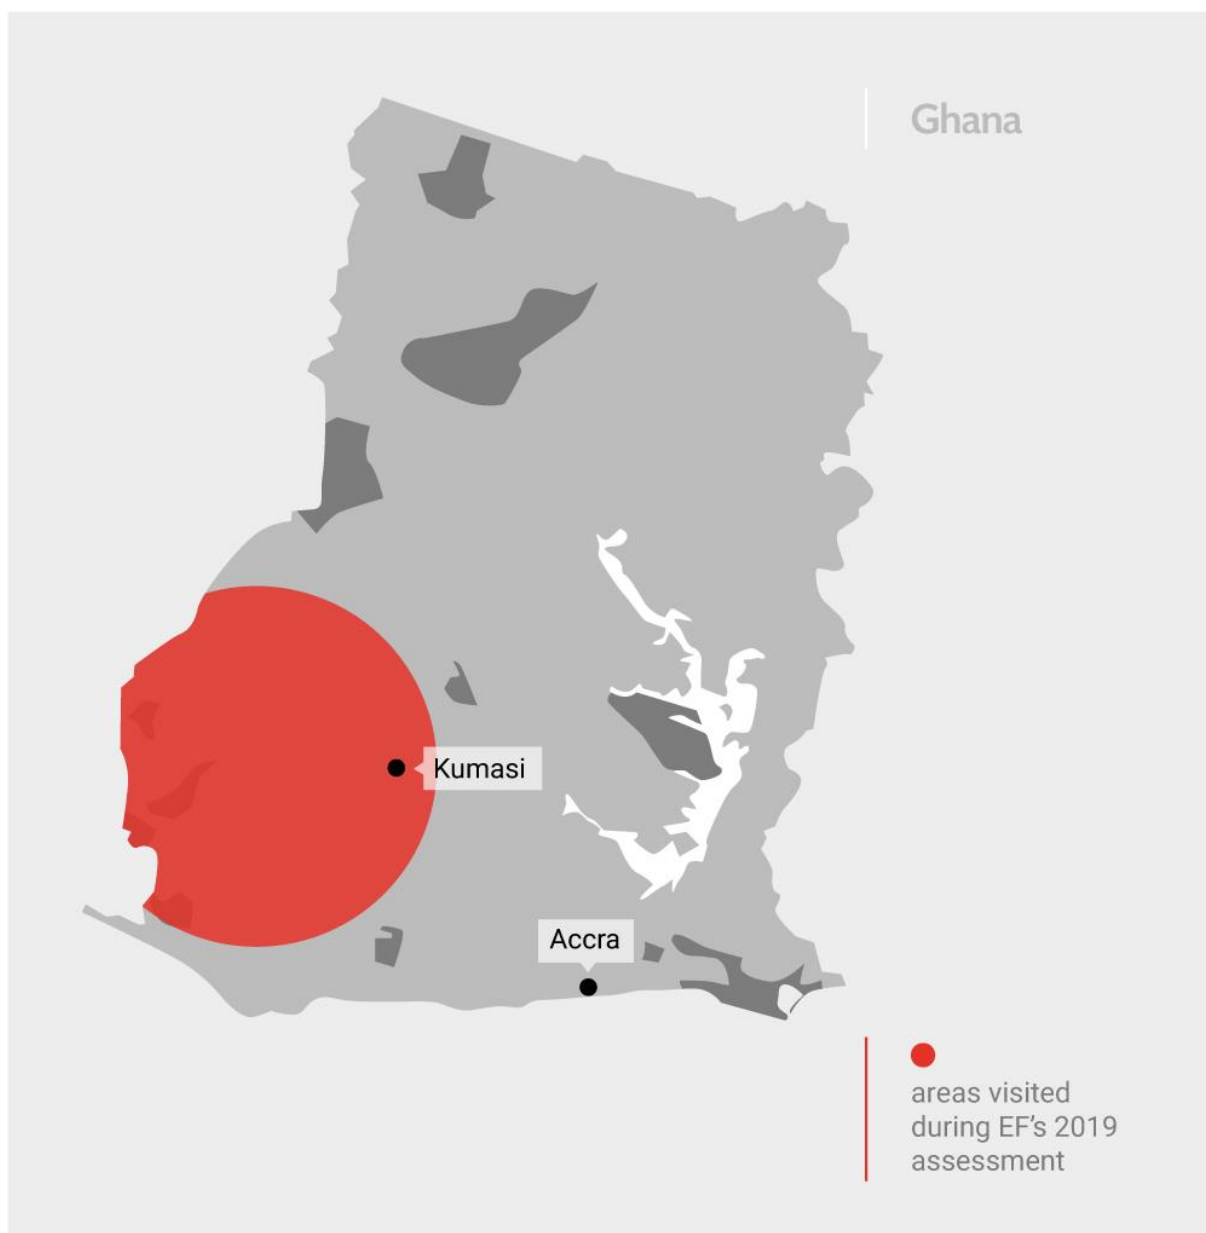 Ghana
Kumasi
Accra
areas visited
during EF's 2019
assessment